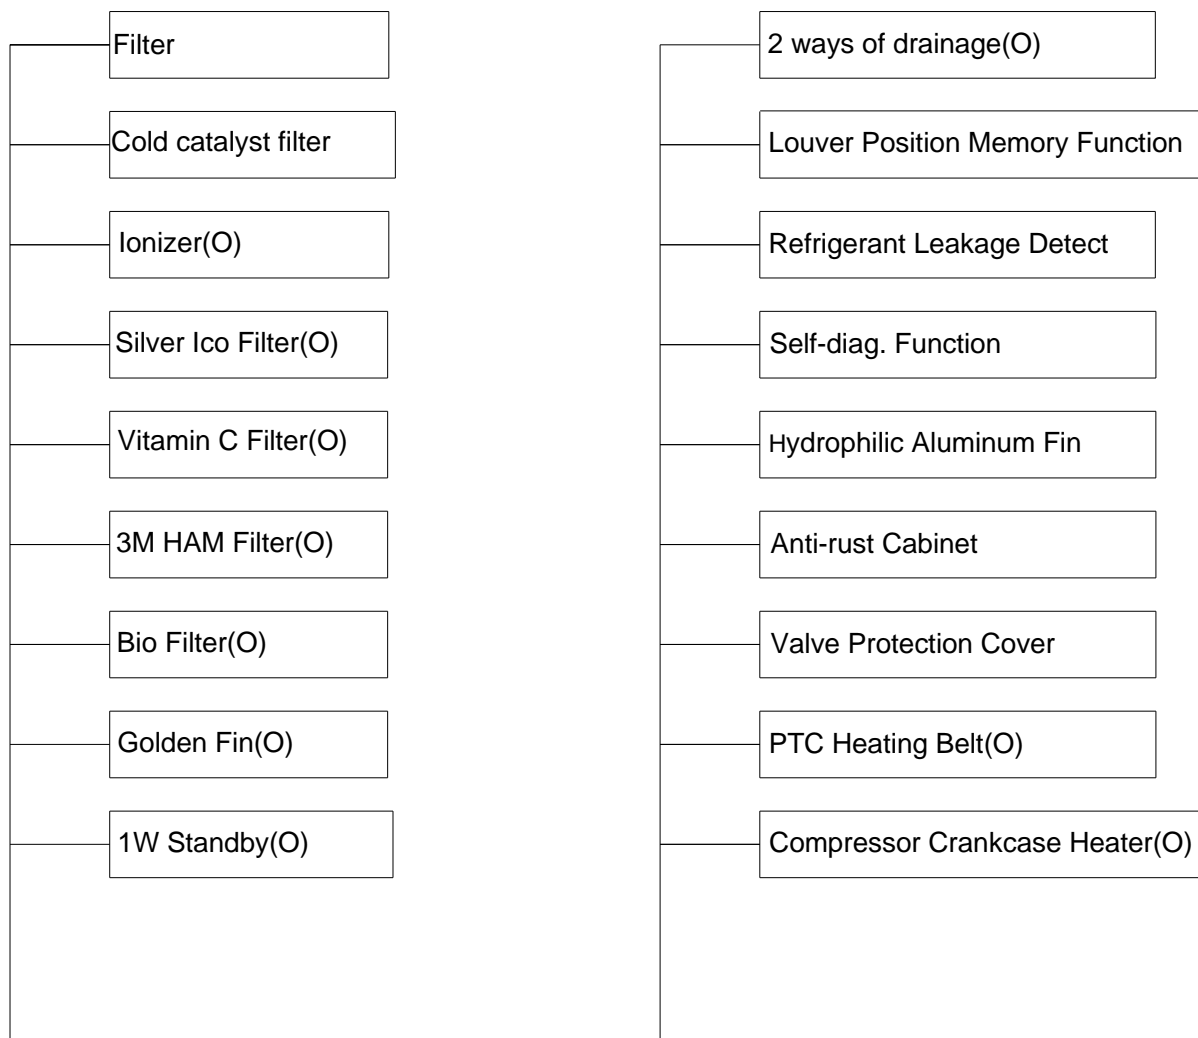 Filter
Cold catalyst filter
Ionizer(O)
Silver Ico Filter(O)
Vitamin C Filter(O)
3M HAM Filter(O)
Bio Filter(O)
Golden Fin(O)
1W Standby(O)
2 ways of drainage(O)
Louver Position Memory Function
Refrigerant Leakage Detect
Self-diag. Function
Hydrophilic Aluminum Fin
Anti-rust Cabinet
Valve Protection Cover
PTC Heating Belt(O)
Compressor Crankcase Heater(O)